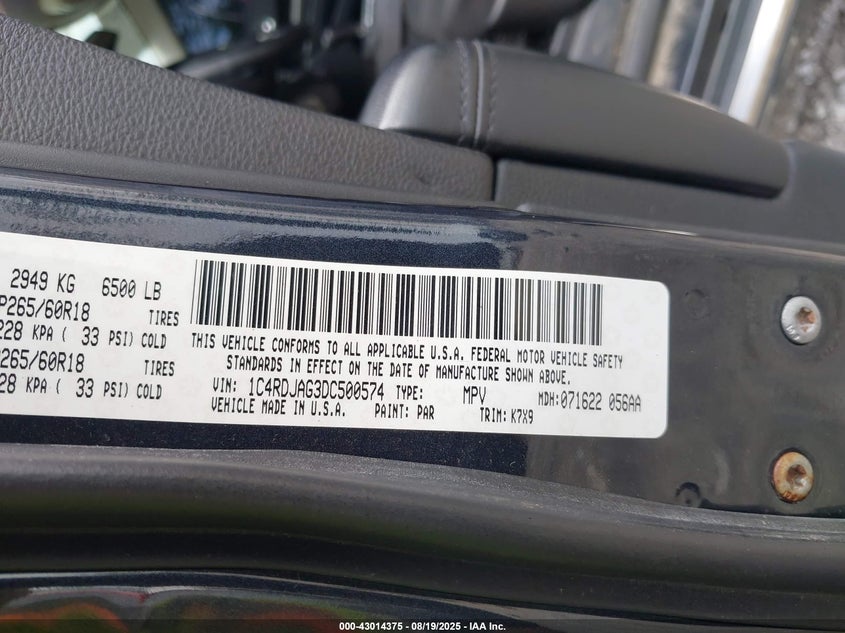 2949 KG 6500 LB
P265/60R18 TIRES
228 KPA ( 33 PSI) COLD
265/60R18 TIRES
28 KPA ( 33 PSI) COLD
THIS VEHICLE CONFORMS TO ALL APPLICABLE U.S.A. FEDERAL MOTOR VEHICLE SAFETY
STANDARDS IN EFFECT ON THE DATE OF MANUFACTURE SHOWN ABOVE.
VIN: 1C4RDJAG3DC500574 TYPE: MPV MDH:071622 056AA
VEHICLE MADE IN U.S.A. PAINT: PAR TRIM: K7X9
000-43014375 - 08/19/2025 - IAA Inc.